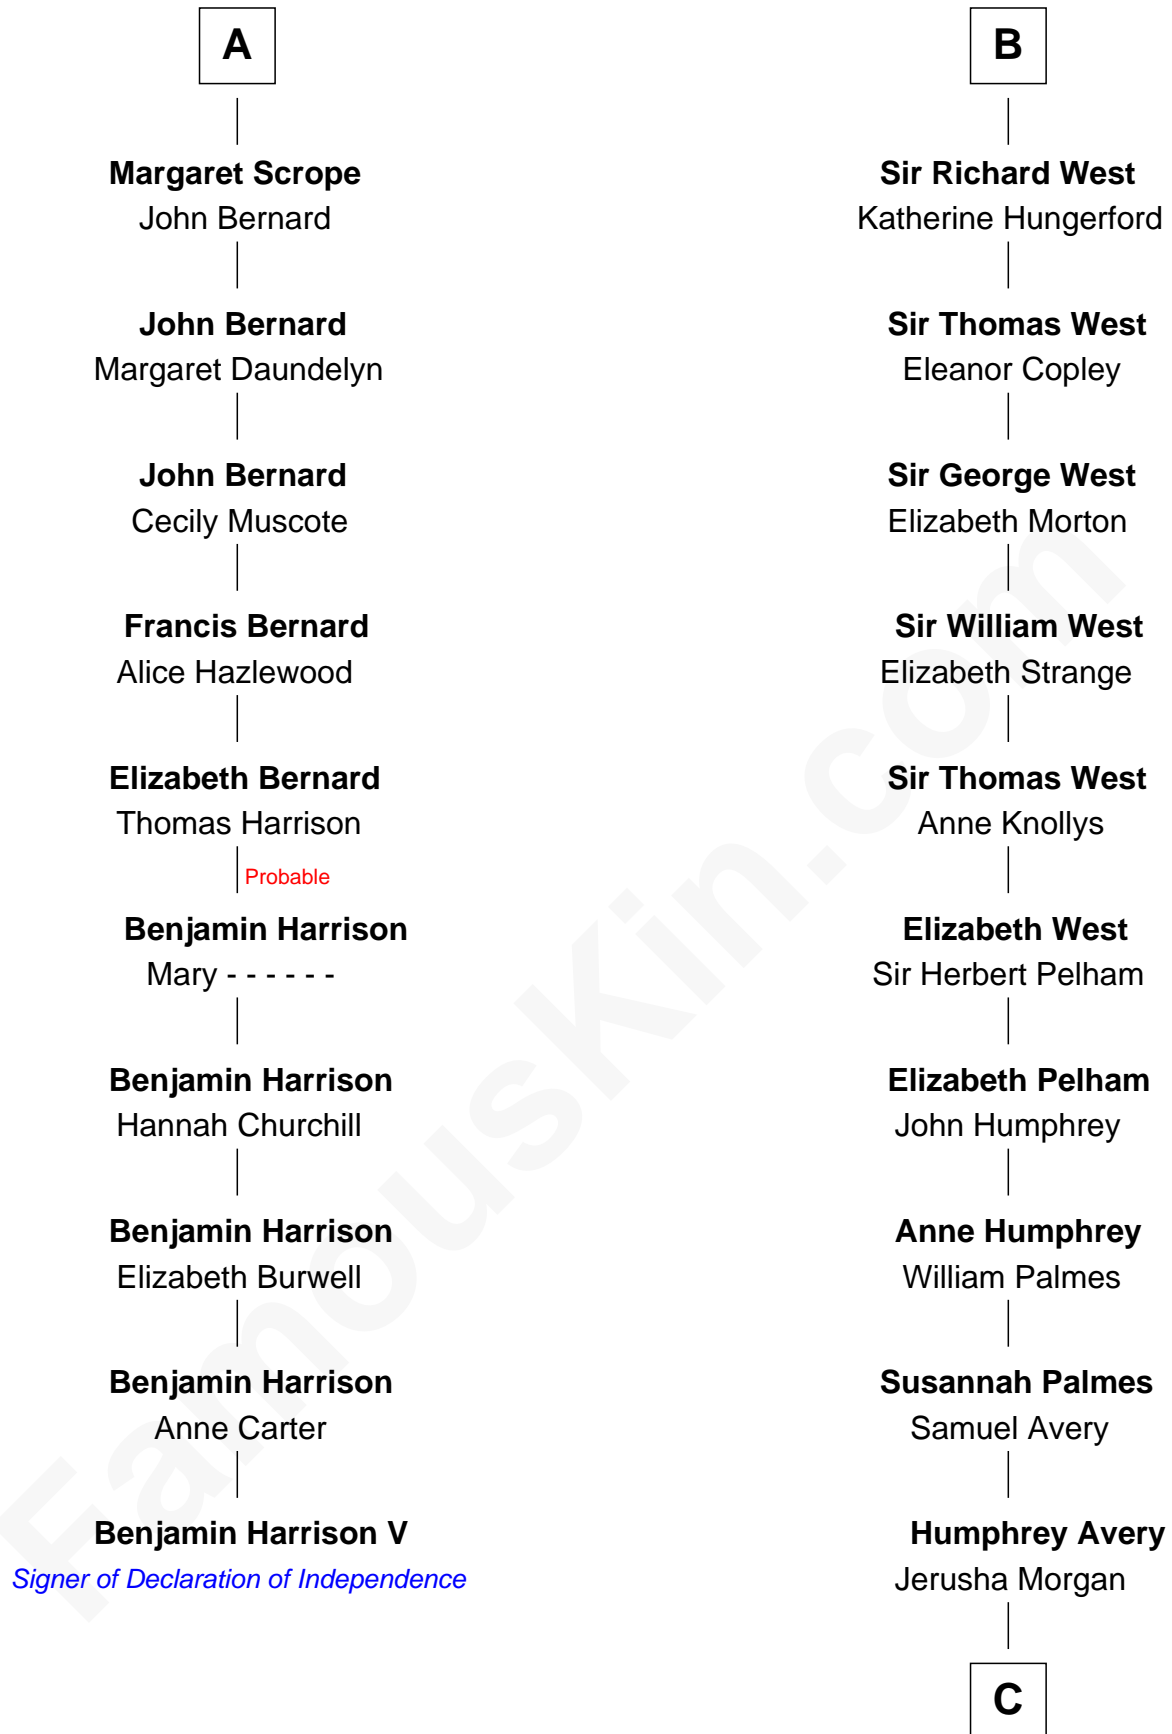 A
Margaret Scrope
John Bernard
John Bernard
Margaret Daundelyn
John Bernard
Cecily Muscote
Francis Bernard
Alice Hazlewood
Elizabeth Bernard
Thomas Harrison
Probable
Benjamin Harrison
Mary - - - - - -
Benjamin Harrison
Hannah Churchill
Benjamin Harrison
Elizabeth Burwell
Benjamin Harrison
Anne Carter
Benjamin Harrison V
Signer of Declaration of Independence
B
Sir Richard West
Katherine Hungerford
Sir Thomas West
Eleanor Copley
Sir George West
Elizabeth Morton
Sir William West
Elizabeth Strange
Sir Thomas West
Anne Knollys
Elizabeth West
Sir Herbert Pelham
Elizabeth Pelham
John Humphrey
Anne Humphrey
William Palmes
Susannah Palmes
Samuel Avery
Humphrey Avery
Jerusha Morgan
C
FamousKin.com